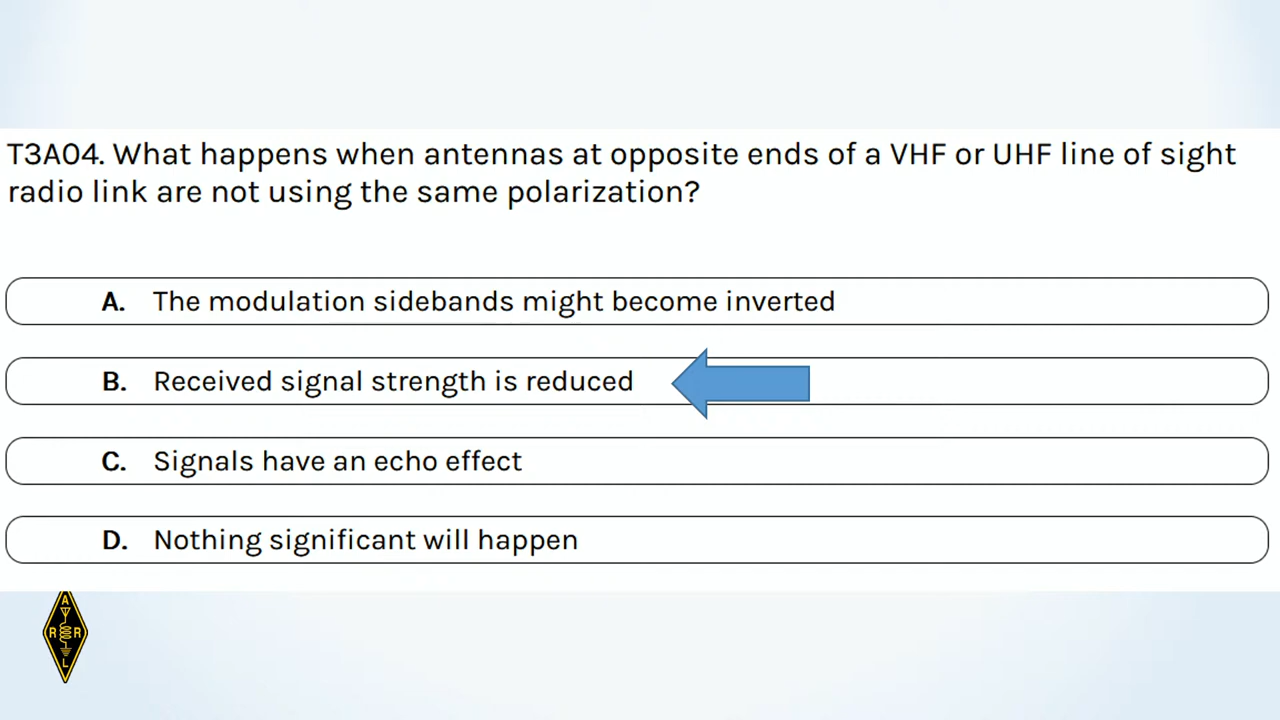 T3A04. What happens when antennas at opposite ends of a VHF or UHF line of sight
radio link are not using the same polarization?
A. The modulation sidebands might become inverted
B. Received signal strength is reduced
C. Signals have an echo effect
D. Nothing significant will happen
A
R R
L